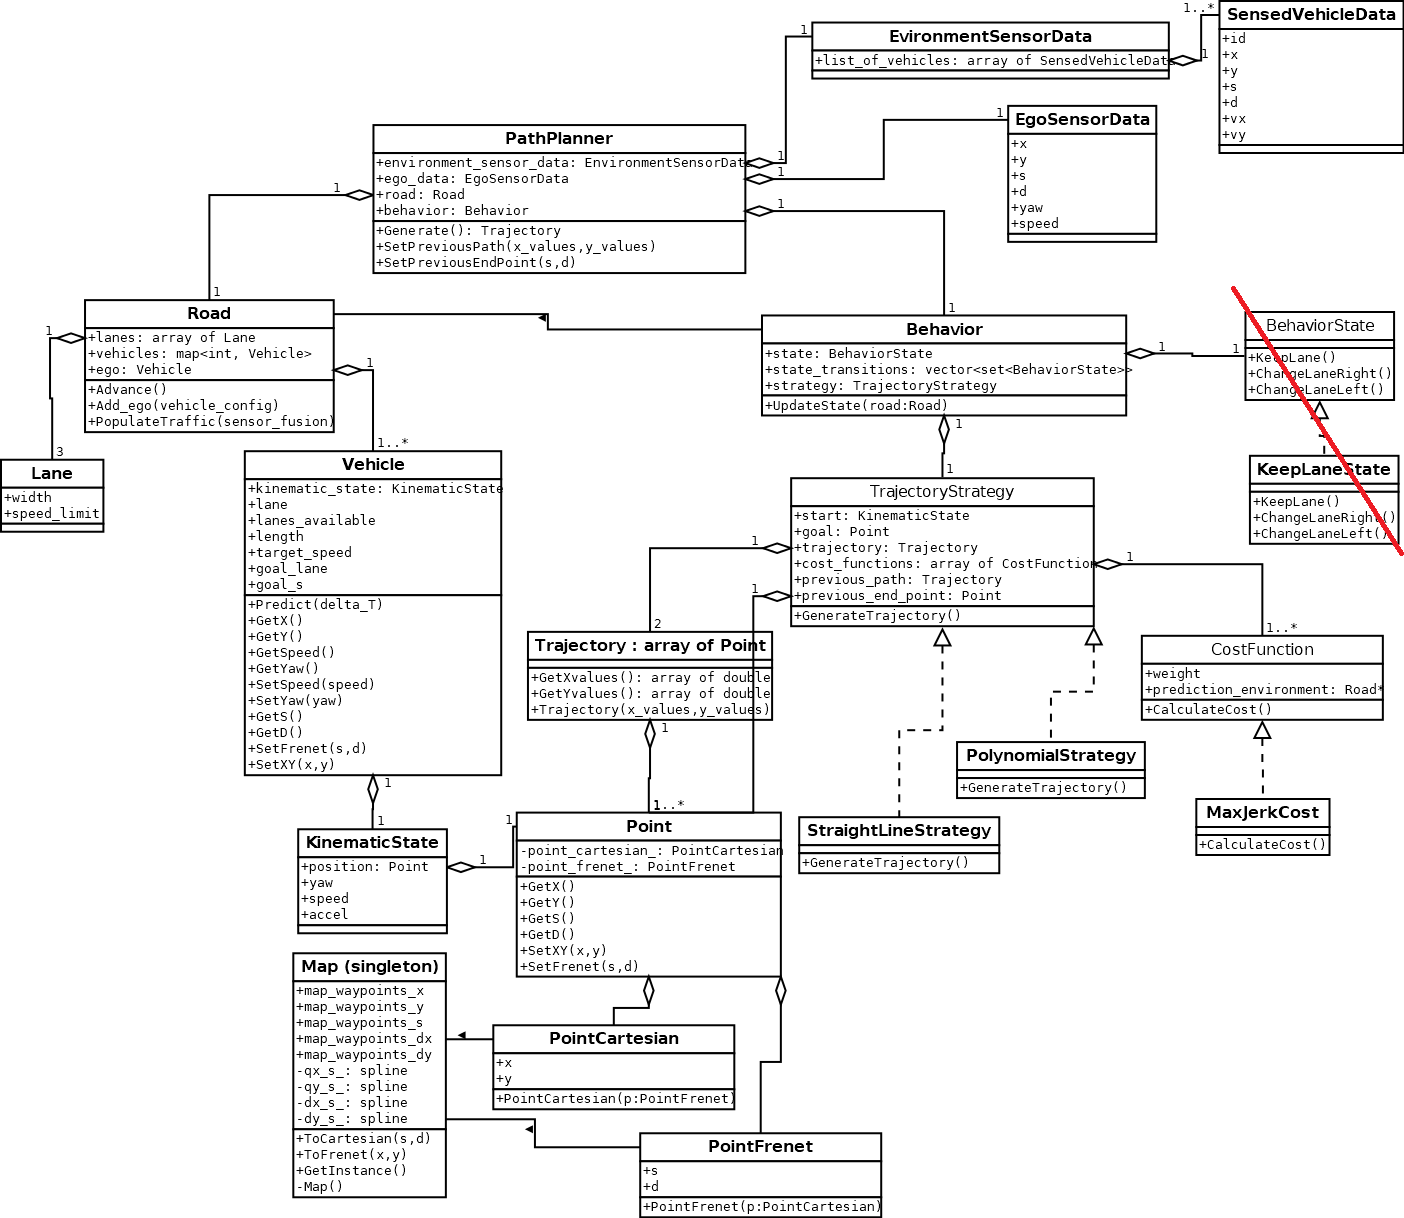 1..*
SensedVehicleData
+id
+x
+y
+s
+d
+vx
+vy
1
EvironmentSensorData
+list_of_vehicles: array of SensedVehicleData
1
1
EgoSensorData
+x
+y
+s
+d
+yaw
+speed
PathPlanner
+environment_sensor_data: EnvironmentSensorData
+ego_data: EgoSensorData
+road: Road
+behavior: Behavior
+Generate(): Trajectory
+SetPreviousPath(x_values,y_values)
+SetPreviousEndPoint(s,d)
1
1
1
1
1
1
Road
+lanes: array of Lane
+vehicles: map<int, Vehicle>
+ego: Vehicle
+Advance()
+Add_ego(vehicle_config)
+PopulateTraffic(sensor_fusion)
1
1
3
1..*
Behavior
+state: BehaviorState
+state_transitions: vector<set<BehaviorState>>
+strategy: TrajectoryStrategy
+UpdateState(road:Road)
1
1
1
1
BehaviorState
+KeepLane()
+ChangeLaneRight()
+ChangeLaneLeft()
KeepLaneState
+KeepLane()
+ChangeLaneRight()
+ChangeLaneLeft()
Lane
+width
+speed_limit
Vehicle
+kinematic_state: KinematicState
+lane
+lanes_available
+length
+target_speed
+goal_lane
+goal_s
+Predict(delta_T)
+GetX()
+GetY()
+GetSpeed()
+GetYaw()
+SetSpeed(speed)
+SetYaw(yaw)
+GetS()
+GetD()
+SetFrenet(s,d)
+SetXY(x,y)
1
1
TrajectoryStrategy
+start: KinematicState
+goal: Point
+trajectory: Trajectory
+cost_functions: array of CostFunction
+previous_path: Trajectory
+previous_end_point: Point
+GenerateTrajectory()
1
1
1
2
1..*
Trajectory : array of Point
+GetXvalues(): array of double
+GetYvalues(): array of double
+Trajectory(x_values,y_values)
1
CostFunction
+weight
+prediction_environment: Road*
+CalculateCost()
PolynomialStrategy
+GenerateTrajectory()
MaxJerkCost
+CalculateCost()
StraightLineStrategy
+GenerateTrajectory()
1
1..*
1
1
Point
-point_cartesian_: PointCartesian
-point_frenet_: PointFrenet
+GetX()
+GetY()
+GetS()
+GetD()
+SetXY(x,y)
+SetFrenet(s,d)
KinematicState
+position: Point
+yaw
+speed
+accel
Map (singleton)
+map_waypoints_x
+map_waypoints_y
+map_waypoints_s
+map_waypoints_dx
+map_waypoints_dy
-qx_s_: spline
-qy_s_: spline
-dx_s_: spline
-dy_s_: spline
+ToCartesian(s,d)
+ToFrenet(x,y)
+GetInstance()
-Map()
PointCartesian
+x
+y
+PointCartesian(p:PointFrenet)
PointFrenet
+s
+d
+PointFrenet(p:PointCartesian)